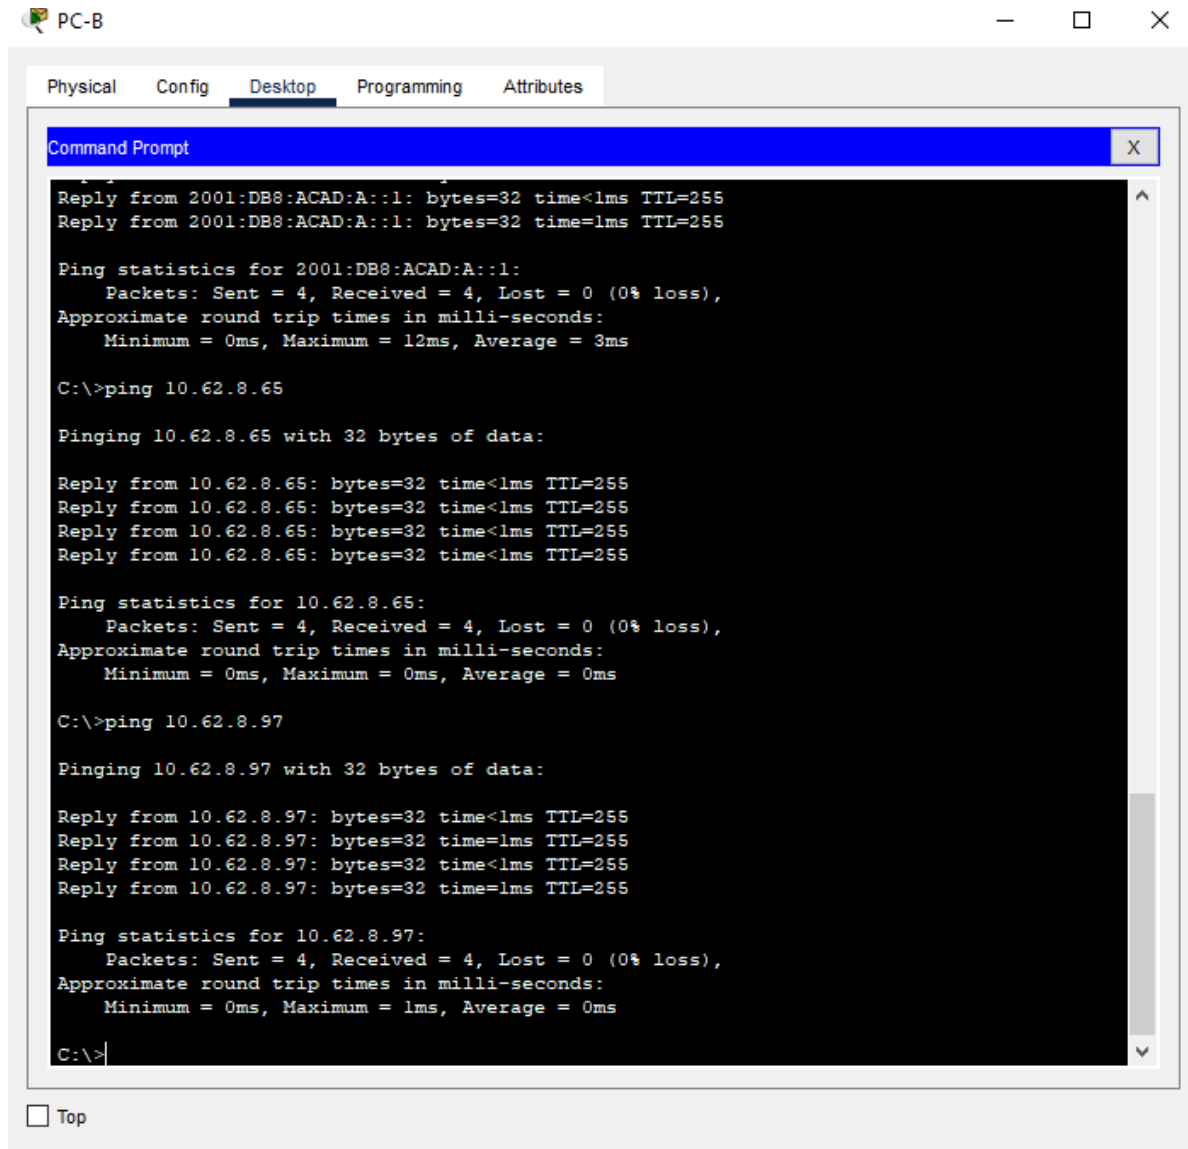 PC-B
Physical Config Desktop Programming Attributes
Command Prompt X
Reply from 2001:DB8:ACAD:A::1: bytes=32 time<1ms TTL=255
Reply from 2001:DB8:ACAD:A::1: bytes=32 time=1ms TTL=255
Ping statistics for 2001:DB8:ACAD:A::1:
Packets: Sent = 4, Received = 4, Lost = 0 (0% loss),
Approximate round trip times in milli-seconds:
Minimum = 0ms, Maximum = 12ms, Average = 3ms
C:\>ping 10.62.8.65
Pinging 10.62.8.65 with 32 bytes of data:
Reply from 10.62.8.65: bytes=32 time<1ms TTL=255
Reply from 10.62.8.65: bytes=32 time<1ms TTL=255
Reply from 10.62.8.65: bytes=32 time<1ms TTL=255
Reply from 10.62.8.65: bytes=32 time<1ms TTL=255
Ping statistics for 10.62.8.65:
Packets: Sent = 4, Received = 4, Lost = 0 (0% loss),
Approximate round trip times in milli-seconds:
Minimum = 0ms, Maximum = 0ms, Average = 0ms
C:\>ping 10.62.8.97
Pinging 10.62.8.97 with 32 bytes of data:
Reply from 10.62.8.97: bytes=32 time<1ms TTL=255
Reply from 10.62.8.97: bytes=32 time=1ms TTL=255
Reply from 10.62.8.97: bytes=32 time<1ms TTL=255
Reply from 10.62.8.97: bytes=32 time=1ms TTL=255
Ping statistics for 10.62.8.97:
Packets: Sent = 4, Received = 4, Lost = 0 (0% loss),
Approximate round trip times in milli-seconds:
Minimum = 0ms, Maximum = 1ms, Average = 0ms
C:\>
Top